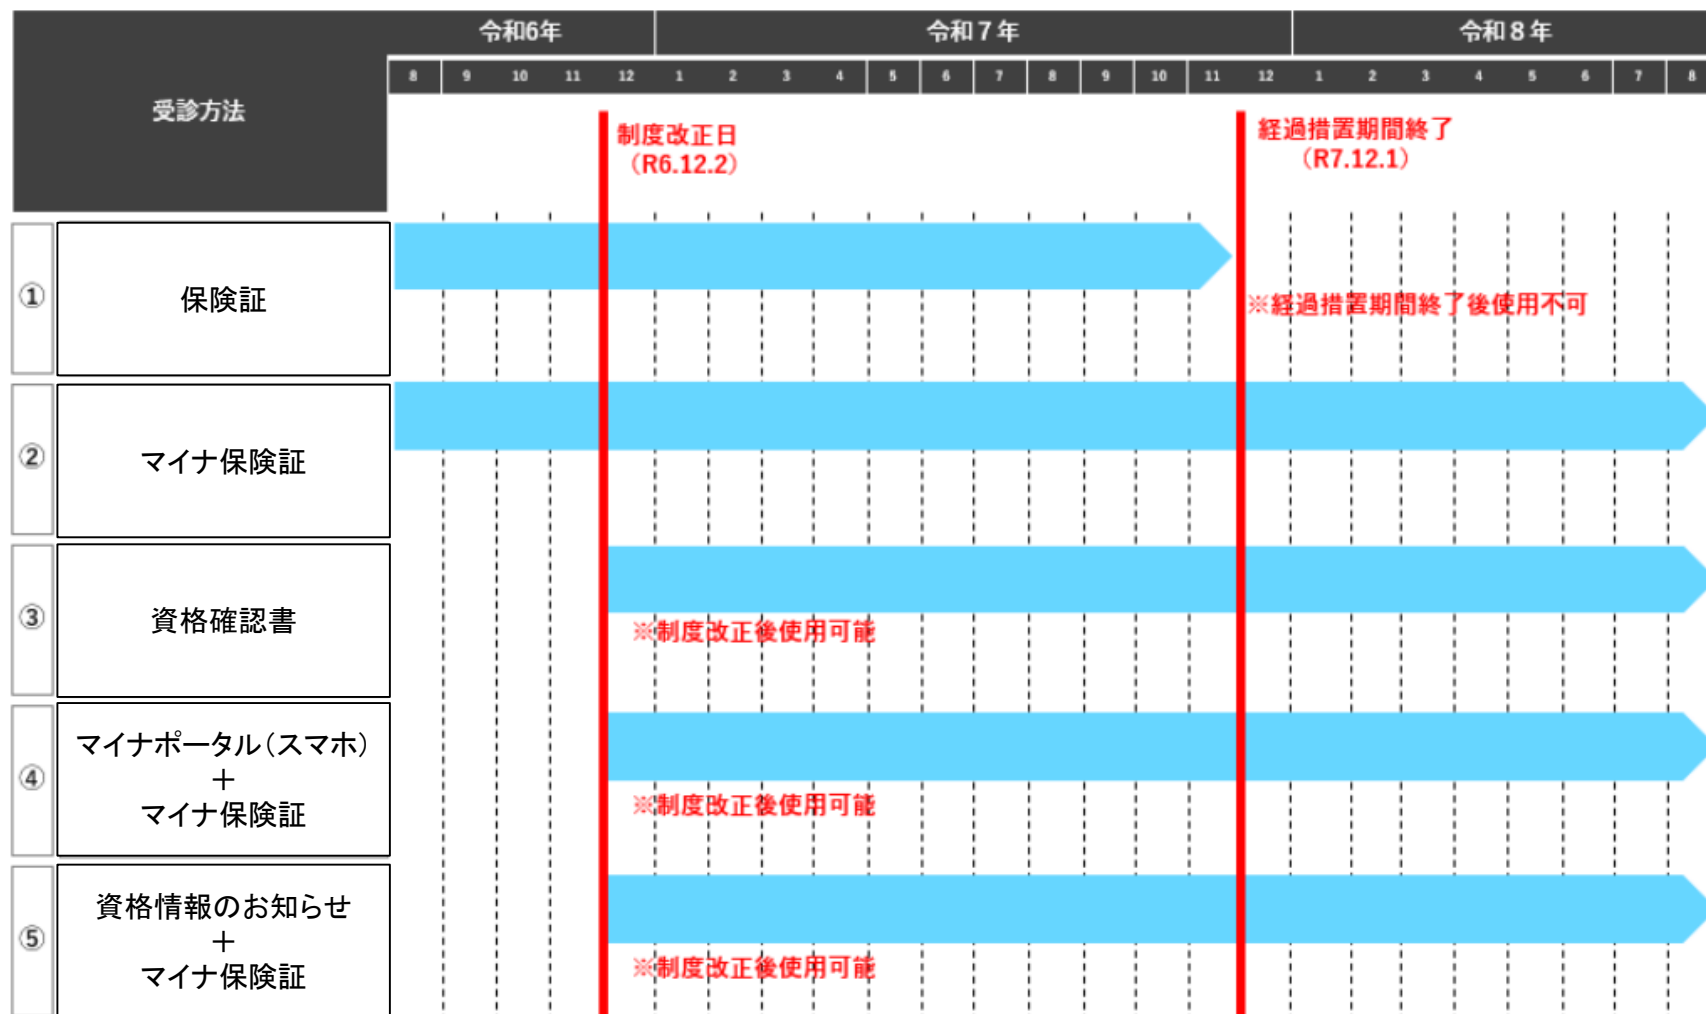 受診方法
令和6年
令和７年
令和８年
8 9 10 11 12 1 2 3 4 5 6 7 8 9 10 11 12 1 2 3 4 5 6 7 8
制度改正日
（R6.12.2）
経過措置期間終了
（R7.12.1）
①
保険証
※経過措置期間終了後使用不可
②
マイナ保険証
③
資格確認書
※制度改正後使用可能
④
マイナポータル（スマホ）
＋
マイナ保険証
※制度改正後使用可能
⑤
資格情報のお知らせ
＋
マイナ保険証
※制度改正後使用可能